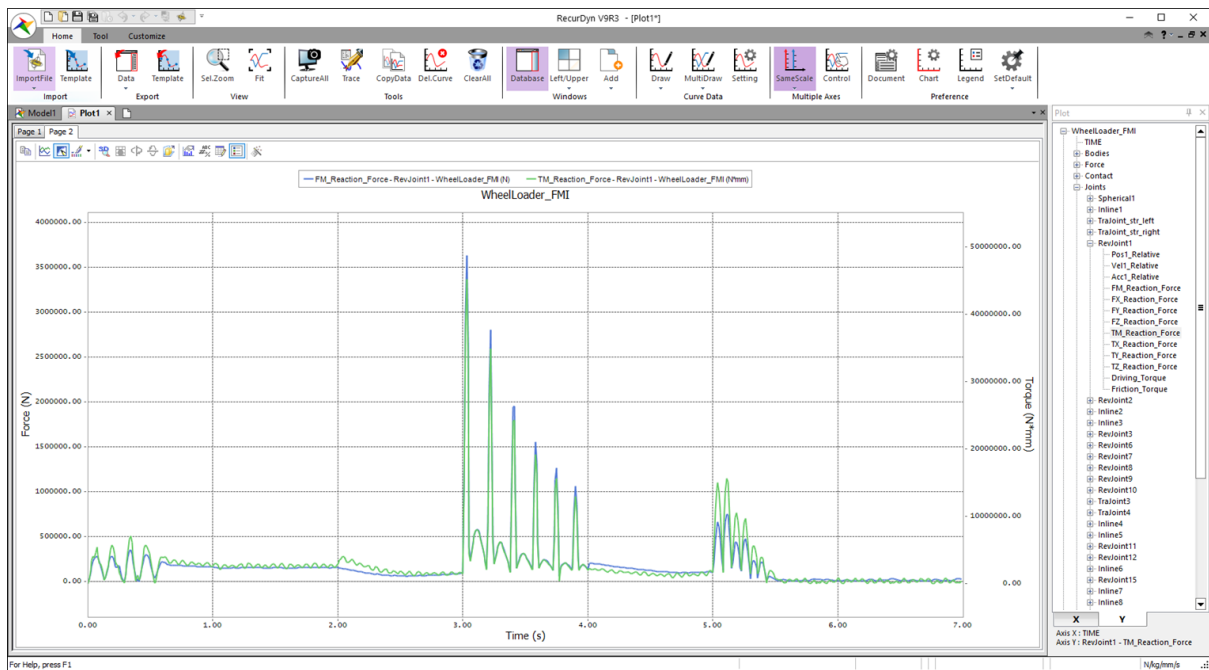 RecurDyn V9R3 - [Plot1*]
Home Tool Customize
ImportFile Template Data Template Sel.Zoom Fit CaptureAll Trace CopyData Del.Curve ClearAll Database Left/Upper Add Draw MultiDraw Setting SameScale Control Document Chart Legend SetDefault
Import Export View Tools Windows Curve Data Multiple Axes Preference
Model1 Plot1
Page 1 Page 2
FM_Reaction_Force - RevJoint1 - WheelLoader_FMI (N) TM_Reaction_Force - RevJoint1 - WheelLoader_FMI (N*mm)
WheelLoader_FMI
4000000.00
3500000.00
3000000.00
2500000.00
2000000.00
1500000.00
1000000.00
500000.00
0.00
Force (N)
50000000.00
40000000.00
30000000.00
20000000.00
10000000.00
0.00
Torque (N*mm)
0.00 1.00 2.00 3.00 4.00 5.00 6.00 7.00
Time (s)
Plot
WheelLoader_FMI
TIME
Bodies
Force
Contact
Joints
Spherical1
Inline1
TraJoint_str_left
TraJoint_str_right
RevJoint1
Pos1_Relative
Vel1_Relative
Acc1_Relative
FM_Reaction_Force
FX_Reaction_Force
FY_Reaction_Force
FZ_Reaction_Force
TM_Reaction_Force
TX_Reaction_Force
TY_Reaction_Force
TZ_Reaction_Force
Driving_Torque
Friction_Torque
RevJoint2
Inline2
Inline3
RevJoint3
RevJoint6
RevJoint7
RevJoint8
RevJoint9
RevJoint10
TraJoint3
TraJoint4
Inline4
Inline5
RevJoint11
RevJoint12
Inline6
RevJoint15
Inline7
Inline8
X Y
Axis X : TIME
Axis Y : RevJoint1 - TM_Reaction_Force
For Help, press F1
N/kg/mm/s